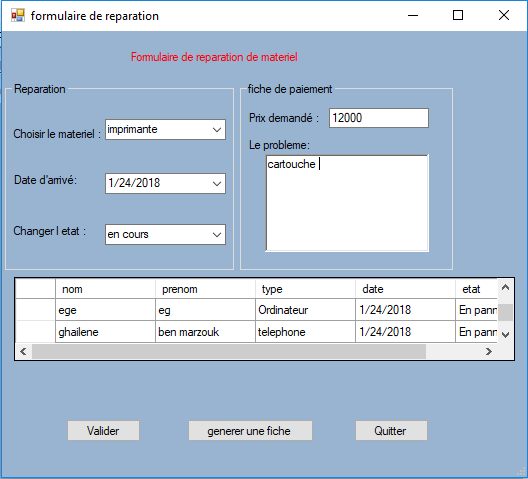 formulaire de reparation
Formulaire de reparation de materiel
Reparation
Choisir le materiel : imprimante
Date d'arrivé: 1/24/2018
Changer l etat : en cours
fiche de paiement
Prix demandé : 12000
Le probleme:
cartouche
nom prenom type date etat
ege eg Ordinateur 1/24/2018 En pann
ghailene ben marzouk telephone 1/24/2018 En pann
Valider generer une fiche Quitter